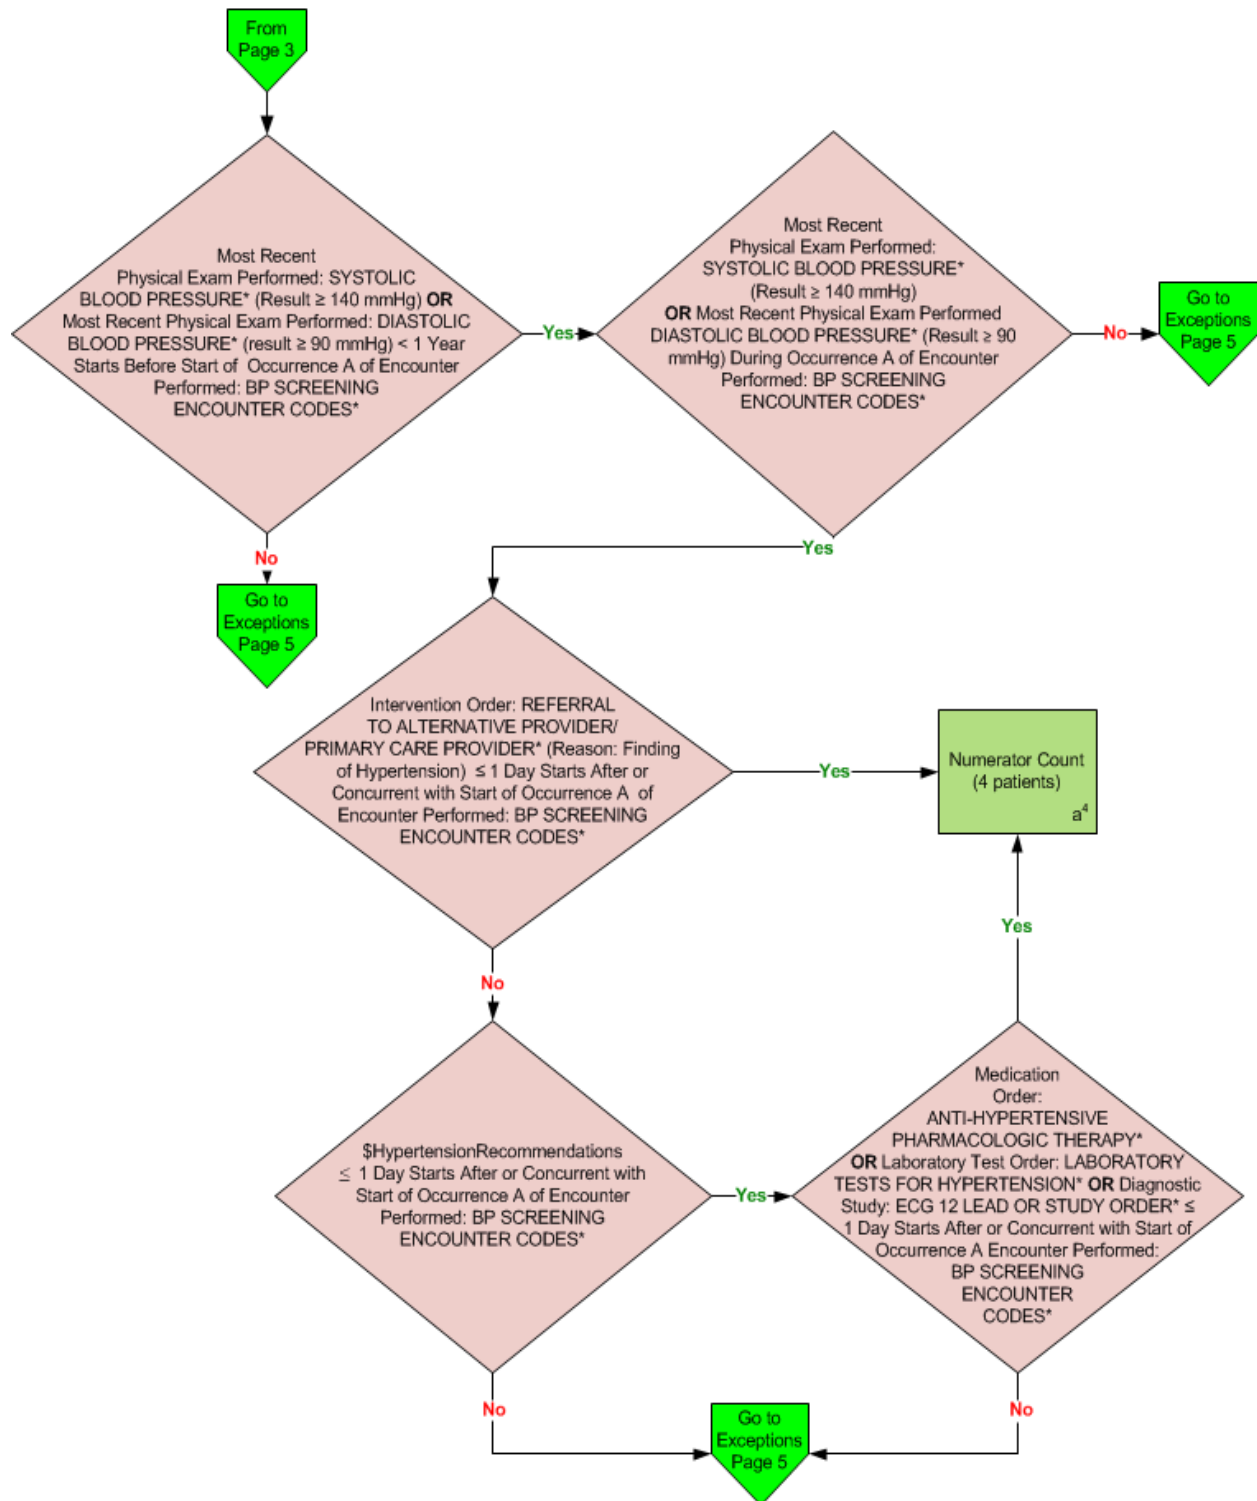 From
Page 3
Most Recent
Physical Exam Performed: SYSTOLIC
BLOOD PRESSURE* (Result ≥ 140 mmHg) OR
Most Recent Physical Exam Performed: DIASTOLIC
BLOOD PRESSURE* (result ≥ 90 mmHg) < 1 Year
Starts Before Start of Occurrence A of Encounter
Performed: BP SCREENING
ENCOUNTER CODES*
Yes
Most Recent
Physical Exam Performed:
SYSTOLIC BLOOD PRESSURE*
(Result ≥ 140 mmHg)
OR Most Recent Physical Exam Performed
DIASTOLIC BLOOD PRESSURE* (Result ≥ 90
mmHg) During Occurrence A of Encounter
Performed: BP SCREENING
ENCOUNTER CODES*
No
Go to
Exceptions
Page 5
No
Go to
Exceptions
Page 5
Yes
Intervention Order: REFERRAL
TO ALTERNATIVE PROVIDER/
PRIMARY CARE PROVIDER* (Reason: Finding
of Hypertension) ≤ 1 Day Starts After or
Concurrent with Start of Occurrence A of
Encounter Performed: BP SCREENING
ENCOUNTER CODES*
Yes
Numerator Count
(4 patients)
a⁴
No
Yes
$HypertensionRecommendations
≤ 1 Day Starts After or Concurrent with
Start of Occurrence A of Encounter
Performed: BP SCREENING
ENCOUNTER CODES*
Yes
Medication
Order:
ANTI-HYPERTENSIVE
PHARMACOLOGIC THERAPY*
OR Laboratory Test Order: LABORATORY
TESTS FOR HYPERTENSION* OR Diagnostic
Study: ECG 12 LEAD OR STUDY ORDER* ≤
1 Day Starts After or Concurrent with Start of
Occurrence A Encounter Performed:
BP SCREENING
ENCOUNTER
CODES*
No
No
Go to
Exceptions
Page 5